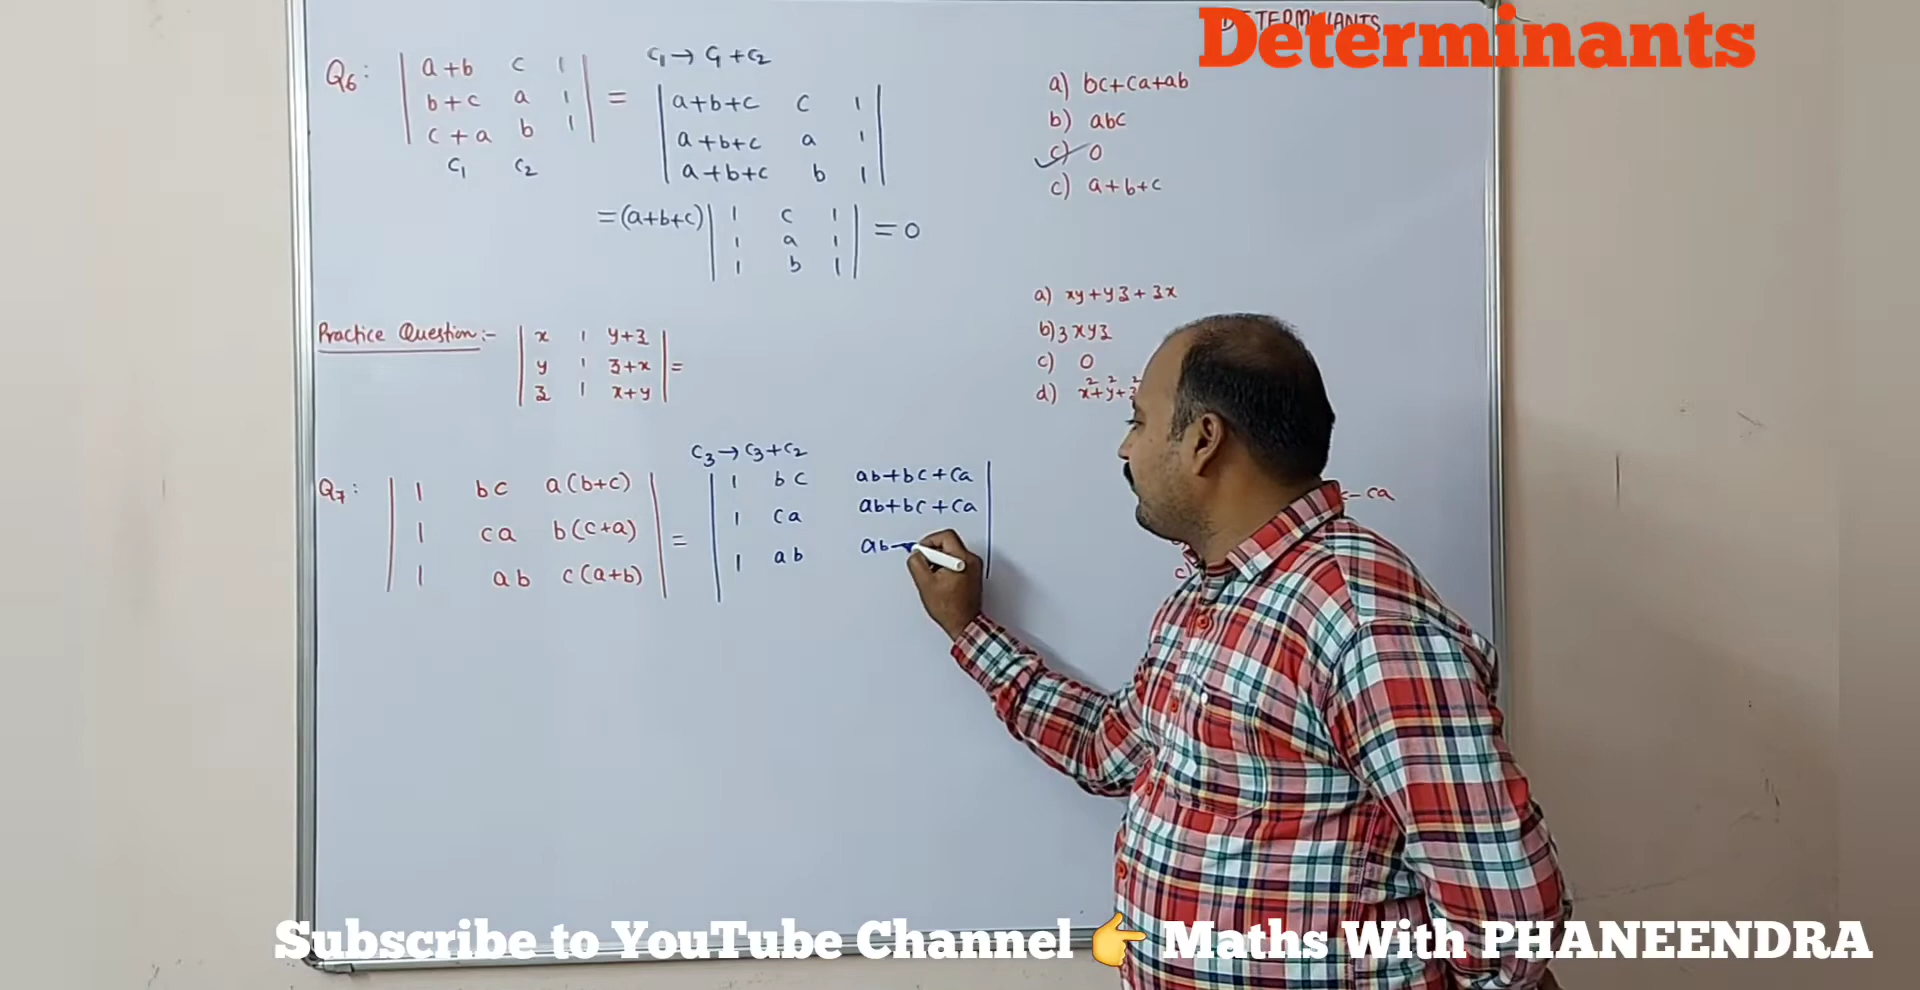 DETERMINANTS
Determinants
Q6: | a+b c 1 | = C1 → C1 + C2
| b+c a 1 |
| c+a b 1 |
C1 C2
| a+b+c c 1 |
| a+b+c a 1 |
| a+b+c b 1 |
= (a+b+c) | 1 c 1 | = 0
| 1 a 1 |
| 1 b 1 |
a) bc+ca+ab
b) abc
c) 0
c) a+b+c
Practice Question:- | x 1 y+z | =
| y 1 z+x |
| z 1 x+y |
a) xy+yz+zx
b) 3xyz
c) 0
d) x²+y²+z²
Q7: | 1 bc a(b+c) | =
| 1 ca b(c+a) |
| 1 ab c(a+b) |
C3 → C3 + C2
| 1 bc ab+bc+ca |
| 1 ca ab+bc+ca |
| 1 ab ab
- ca
c)
Subscribe to YouTube Channel 👉 Maths With PHANEENDRA